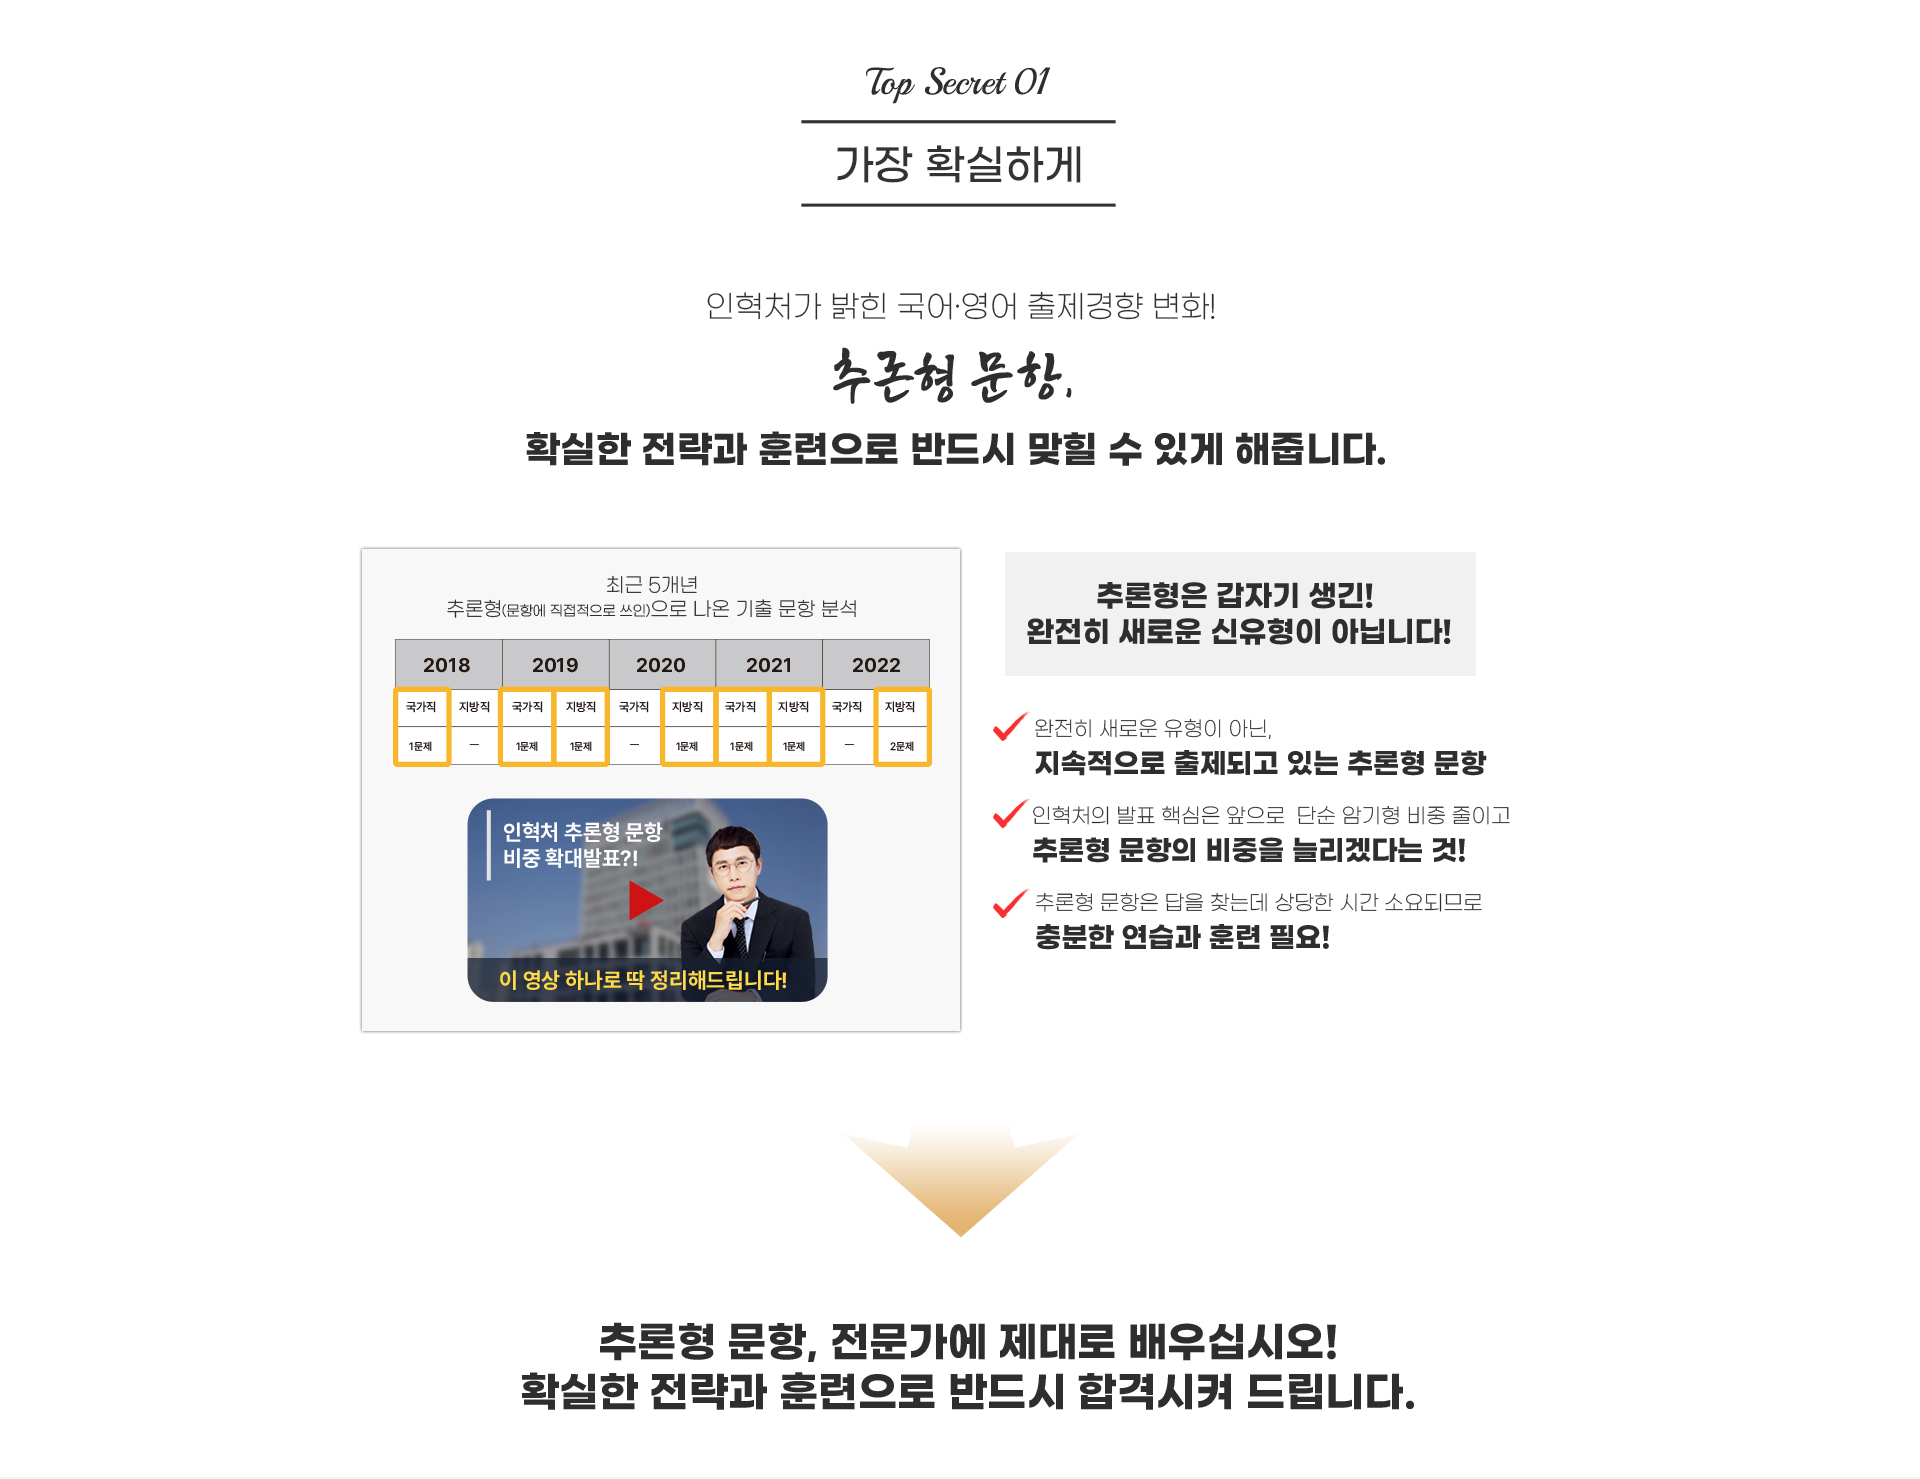 Top Secret 01
가장 확실하게
인혁처가 밝힌 국어·영어 출제경향 변화!
추론형 문항,
확실한 전략과 훈련으로 반드시 맞힐 수 있게 해줍니다.
최근 5개년
추론형(문항에 직접적으로 쓰인)으로 나온 기출 문항 분석
2018 2019 2020 2021 2022
국가직 지방직 국가직 지방직 국가직 지방직 국가직 지방직 국가직 지방직
1문제 – 1문제 1문제 – 1문제 1문제 1문제 – 2문제
인혁처 추론형 문항
비중 확대발표?!
이 영상 하나로 딱 정리해드립니다!
추론형은 갑자기 생긴!
완전히 새로운 신유형이 아닙니다!
완전히 새로운 유형이 아닌,
지속적으로 출제되고 있는 추론형 문항
인혁처의 발표 핵심은 앞으로 단순 암기형 비중 줄이고
추론형 문항의 비중을 늘리겠다는 것!
추론형 문항은 답을 찾는데 상당한 시간 소요되므로
충분한 연습과 훈련 필요!
추론형 문항, 전문가에 제대로 배우십시오!
확실한 전략과 훈련으로 반드시 합격시켜 드립니다.